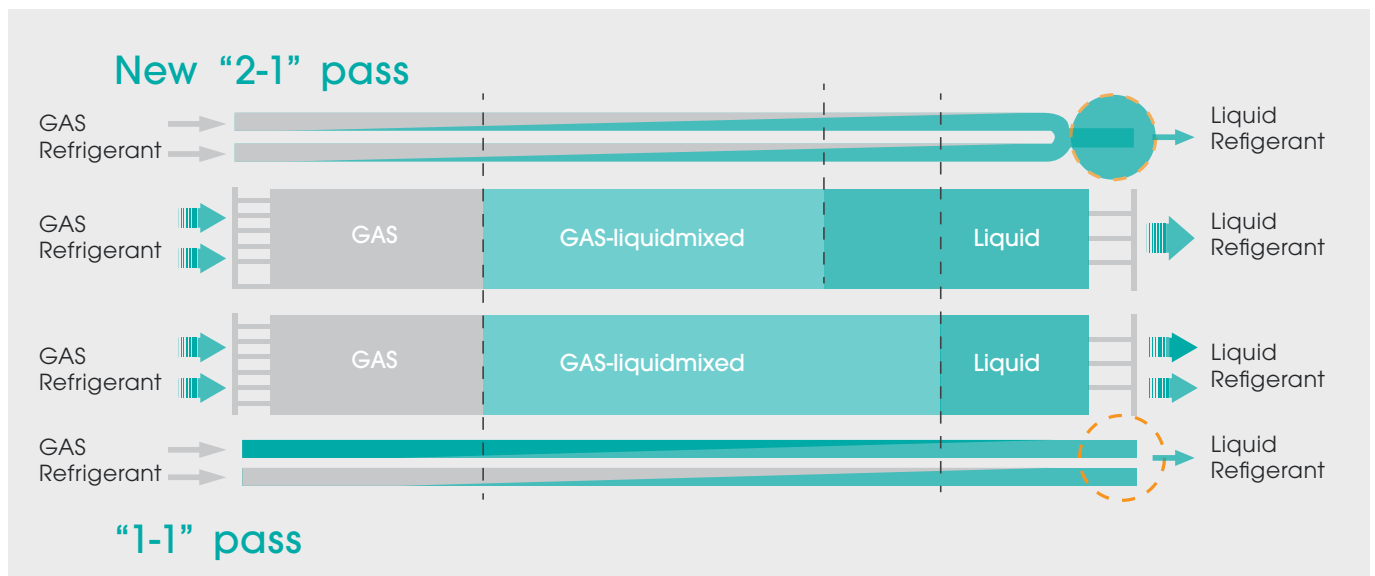 New “2-1” pass
GAS
Refrigerant
Liquid
Refigerant
GAS
Refrigerant
GAS
GAS-liquidmixed
Liquid
Liquid
Refigerant
GAS
Refrigerant
GAS
GAS-liquidmixed
Liquid
Liquid
Refigerant
GAS
Refrigerant
Liquid
Refigerant
“1-1” pass